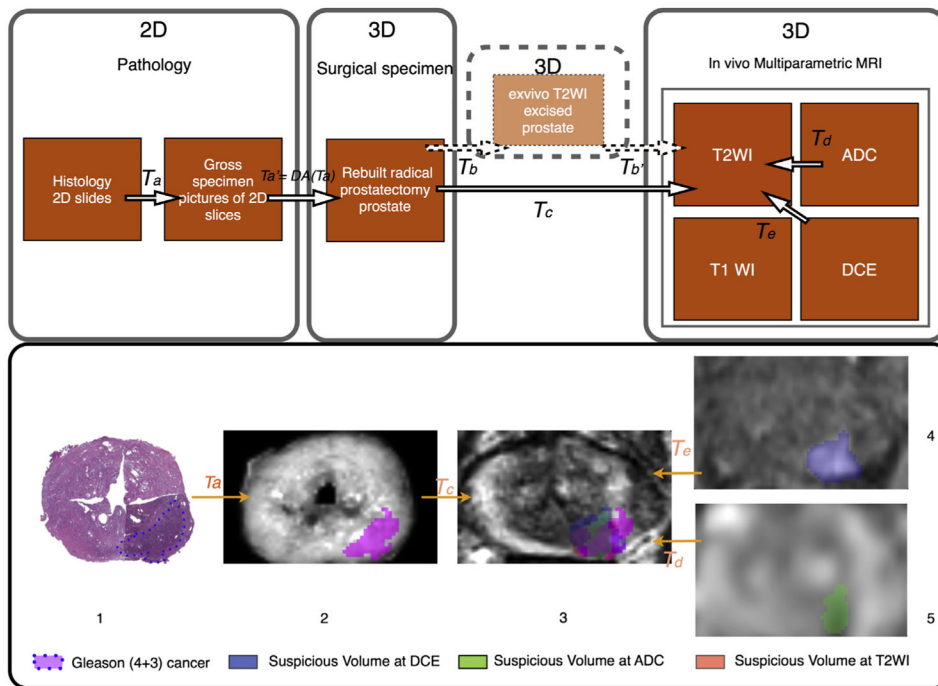 2D
Pathology
3D
Surgical specimen
3D
3D
In vivo Multiparametric MRI
exvivo T2WI
excised
prostate
Histology
2D slides
Ta
Gross
specimen
pictures of 2D
slices
Ta'= DA(Ta)
Rebuilt radical
prostatectomy
prostate
Tb
Tb'
Tc
T2WI
Td
ADC
Te
T1 WI
DCE
Ta
Tc
Te
Td
4
5
1
2
3
Gleason (4+3) cancer
Suspicious Volume at DCE
Suspicious Volume at ADC
Suspicious Volume at T2WI